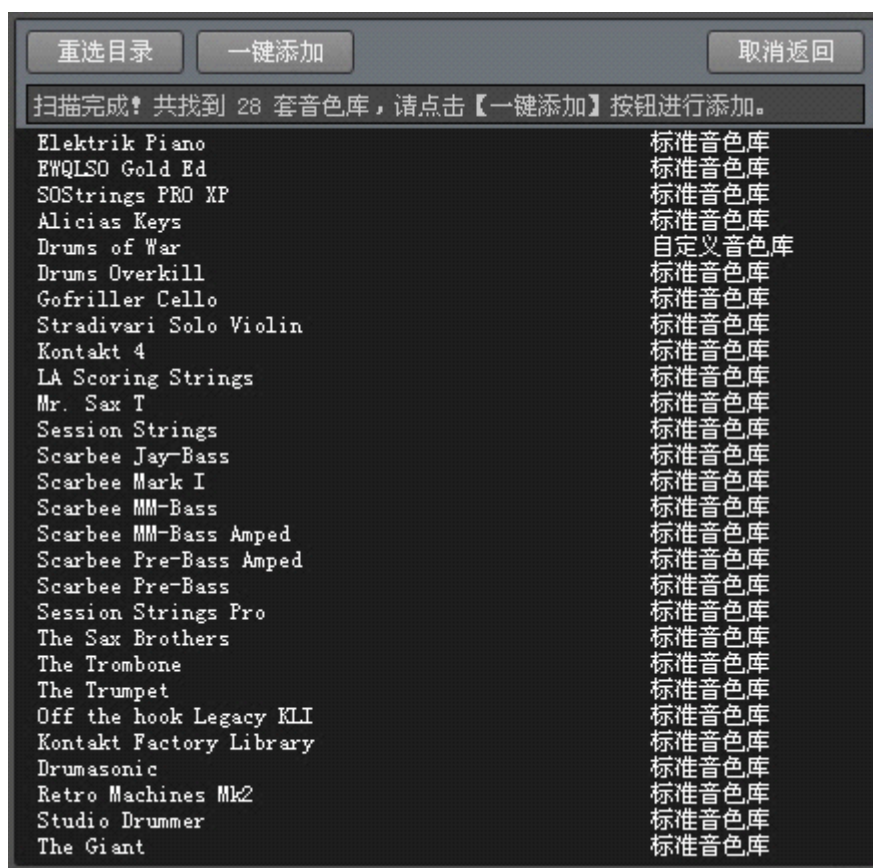 重选目录 一键添加 取消返回
扫描完成！共找到 28 套音色库，请点击【一键添加】按钮进行添加。
Elektrik Piano 标准音色库
EWQLSO Gold Ed 标准音色库
SOStrings PRO XP 标准音色库
Alicias Keys 标准音色库
Drums of War 自定义音色库
Drums Overkill 标准音色库
Gofriller Cello 标准音色库
Stradivari Solo Violin 标准音色库
Kontakt 4 标准音色库
LA Scoring Strings 标准音色库
Mr. Sax T 标准音色库
Session Strings 标准音色库
Scarbee Jay-Bass 标准音色库
Scarbee Mark I 标准音色库
Scarbee MM-Bass 标准音色库
Scarbee MM-Bass Amped 标准音色库
Scarbee Pre-Bass Amped 标准音色库
Scarbee Pre-Bass 标准音色库
Session Strings Pro 标准音色库
The Sax Brothers 标准音色库
The Trombone 标准音色库
The Trumpet 标准音色库
Off the hook Legacy KLI 标准音色库
Kontakt Factory Library 标准音色库
Drumasonic 标准音色库
Retro Machines Mk2 标准音色库
Studio Drummer 标准音色库
The Giant 标准音色库